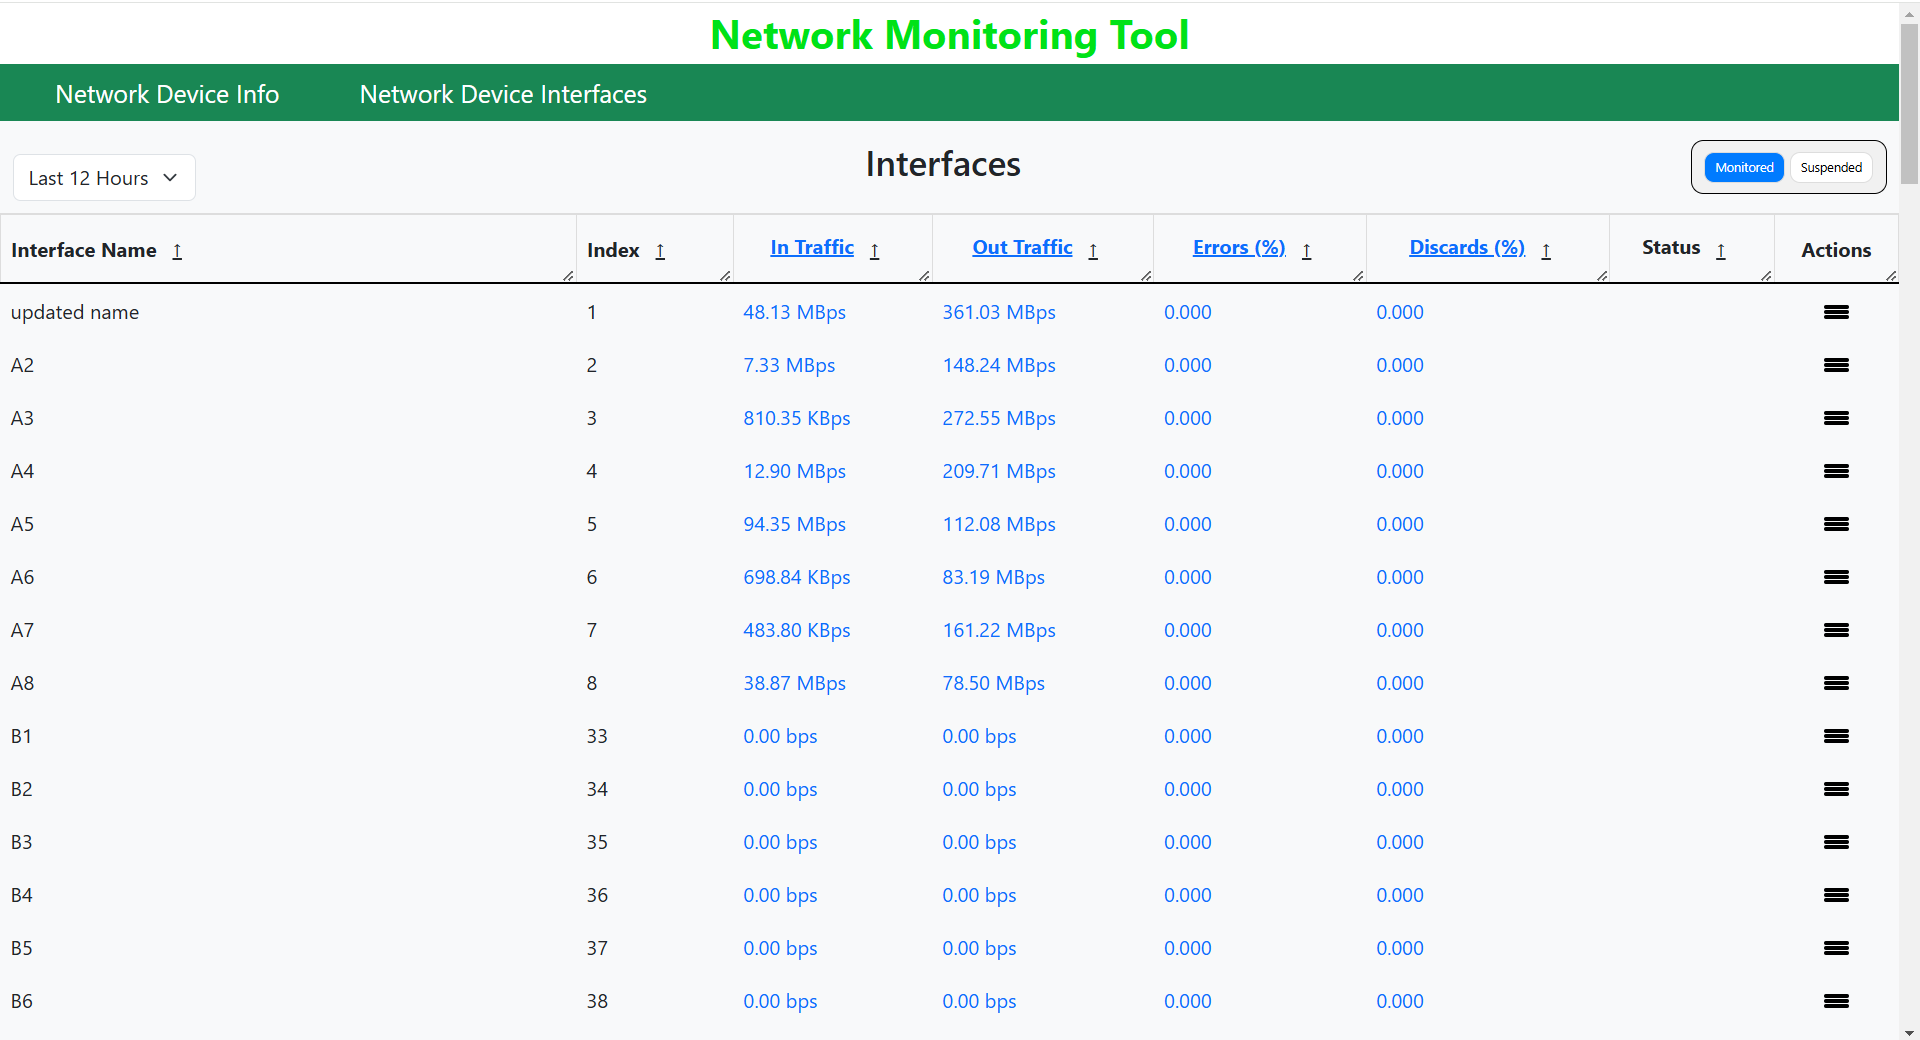 Network Monitoring Tool
Network Device Info Network Device Interfaces
Last 12 Hours Interfaces Monitored Suspended
Interface Name ↑ Index ↑ In Traffic ↑ Out Traffic ↑ Errors (%) ↑ Discards (%) ↑ Status ↑ Actions
updated name 1 48.13 MBps 361.03 MBps 0.000 0.000
A2 2 7.33 MBps 148.24 MBps 0.000 0.000
A3 3 810.35 KBps 272.55 MBps 0.000 0.000
A4 4 12.90 MBps 209.71 MBps 0.000 0.000
A5 5 94.35 MBps 112.08 MBps 0.000 0.000
A6 6 698.84 KBps 83.19 MBps 0.000 0.000
A7 7 483.80 KBps 161.22 MBps 0.000 0.000
A8 8 38.87 MBps 78.50 MBps 0.000 0.000
B1 33 0.00 bps 0.00 bps 0.000 0.000
B2 34 0.00 bps 0.00 bps 0.000 0.000
B3 35 0.00 bps 0.00 bps 0.000 0.000
B4 36 0.00 bps 0.00 bps 0.000 0.000
B5 37 0.00 bps 0.00 bps 0.000 0.000
B6 38 0.00 bps 0.00 bps 0.000 0.000